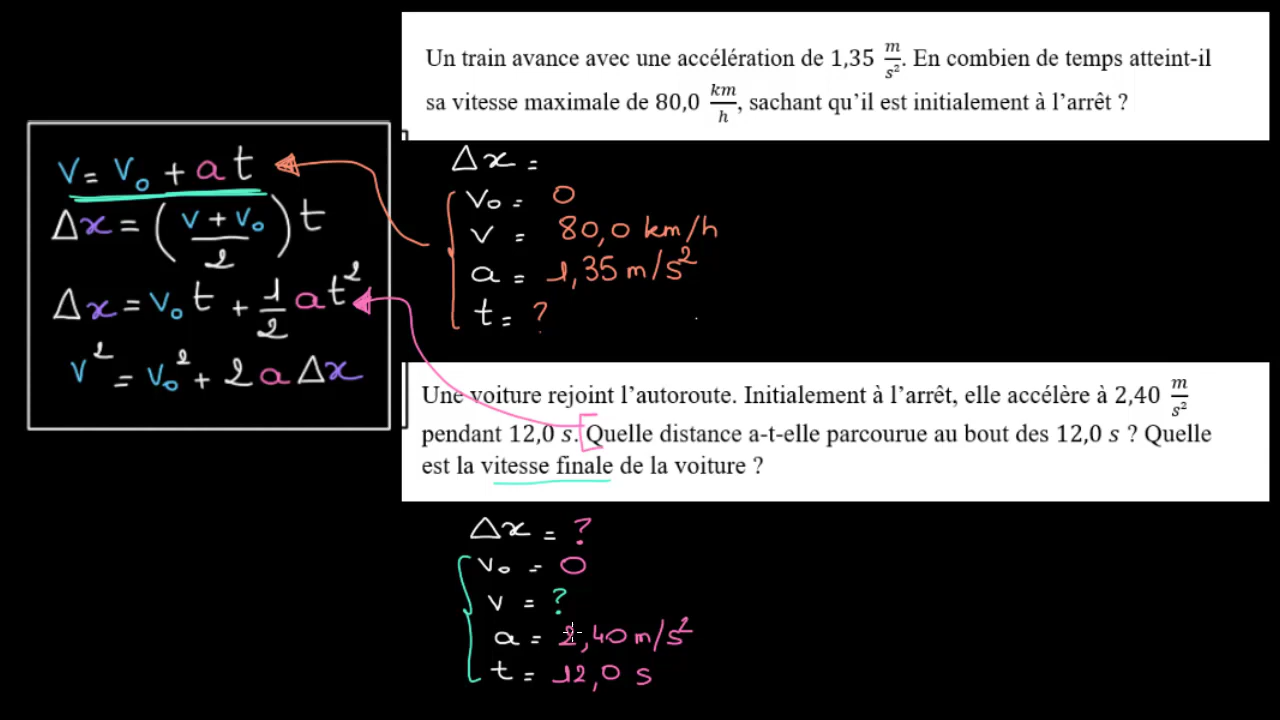 Un train avance avec une accélération de 1,35 m/s². En combien de temps atteint-il
sa vitesse maximale de 80,0 km/h, sachant qu’il est initialement à l’arrêt ?
v = v₀ + at
Δx = ((v + v₀)/2) t
Δx = v₀t + 1/2 at²
v² = v₀² + 2aΔx
Δx =
v₀ = 0
v = 80,0 km/h
a = 1,35 m/s²
t = ?
Une voiture rejoint l’autoroute. Initialement à l’arrêt, elle accélère à 2,40 m/s²
pendant 12,0 s. Quelle distance a-t-elle parcourue au bout des 12,0 s ? Quelle
est la vitesse finale de la voiture ?
Δx = ?
v₀ = 0
v = ?
a = 2,40 m/s²
t = 12,0 s